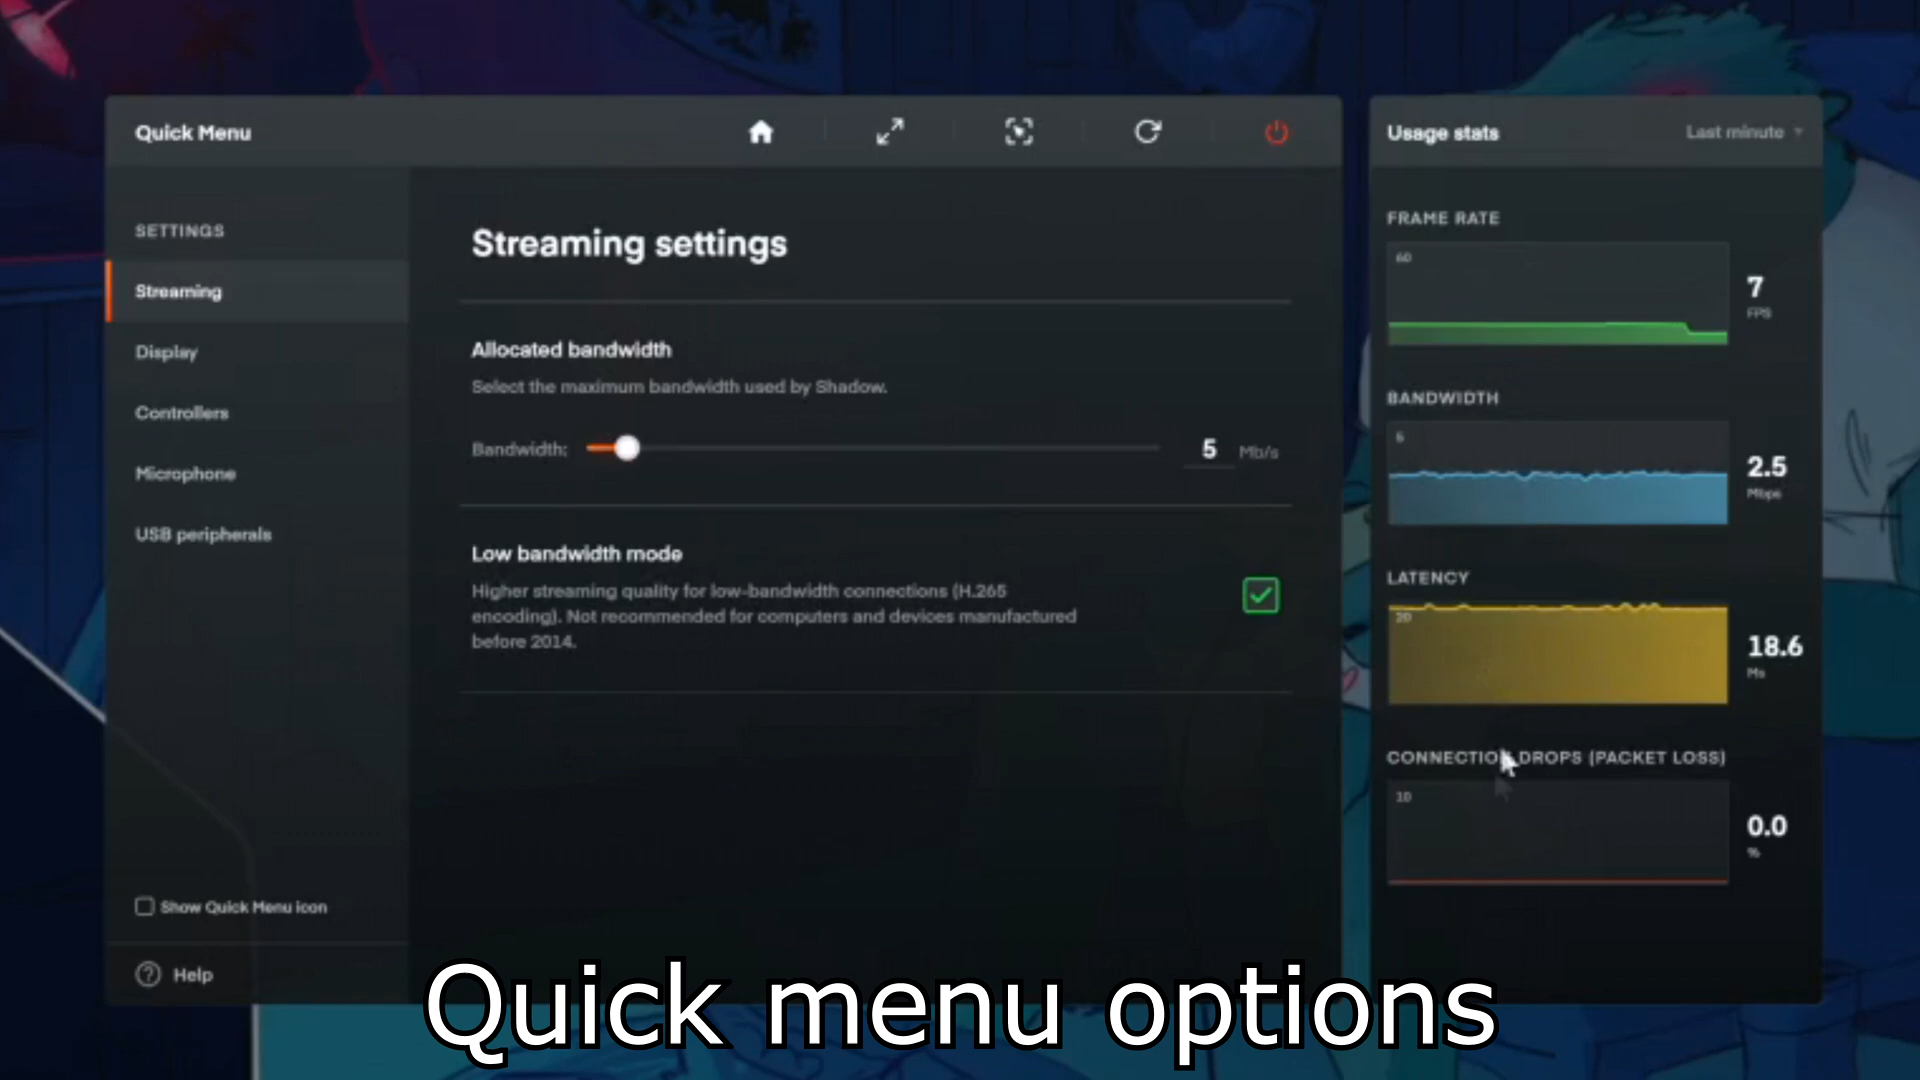 Quick Menu
SETTINGS
Streaming
Display
Controllers
Microphone
USB peripherals
Show Quick Menu icon
Help
Streaming settings
Allocated bandwidth
Select the maximum bandwidth used by Shadow.
Bandwidth: 5 Mb/s
Low bandwidth mode
Higher streaming quality for low-bandwidth connections (H.265
encoding). Not recommended for computers and devices manufactured
before 2014.
Usage stats Last minute
FRAME RATE
60
7
FPS
BANDWIDTH
5
2.5
Mbps
LATENCY
20
18.6
Ms
CONNECTION DROPS (PACKET LOSS)
10
0.0
%
Quick menu options